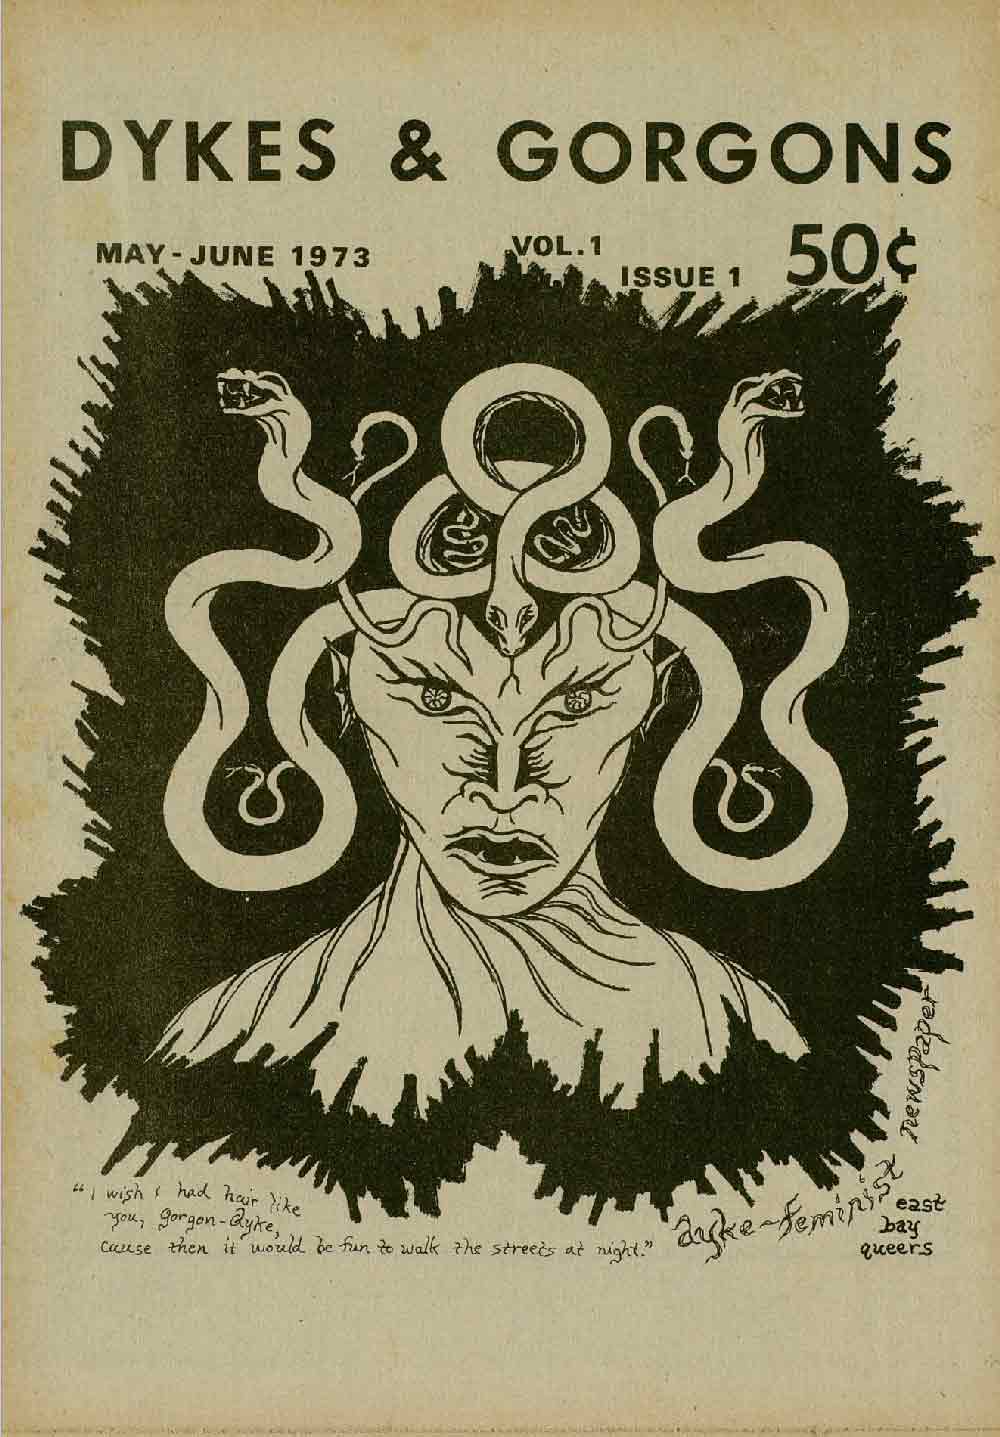 DYKES & GORGONS
MAY-JUNE 1973
VOL.1
ISSUE 1
50¢
"i wish i had hair like
you, gorgon-dyke,
cause then it would be fun to walk the streets at night."
dyke-feminist
newspaper
east
bay
queers